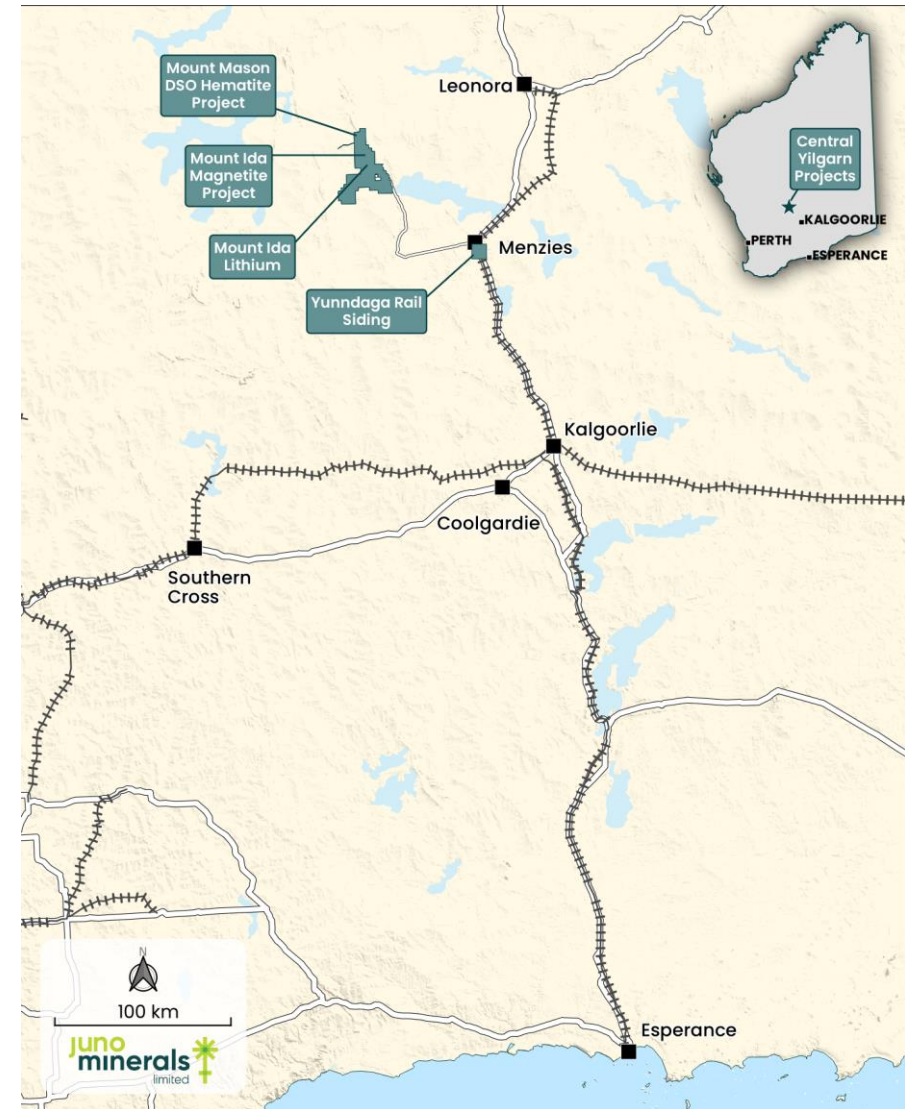 Mount Mason
DSO Hematite
Project
Leonora
Mount Ida
Magnetite
Project
Central
Yilgarn
Projects
KALGOORLIE
PERTH
ESPERANCE
Mount Ida
Lithium
Menzies
Yunndaga Rail
Siding
Kalgoorlie
Coolgardie
Southern
Cross
N
100 km
Esperance
juno
minerals
limited